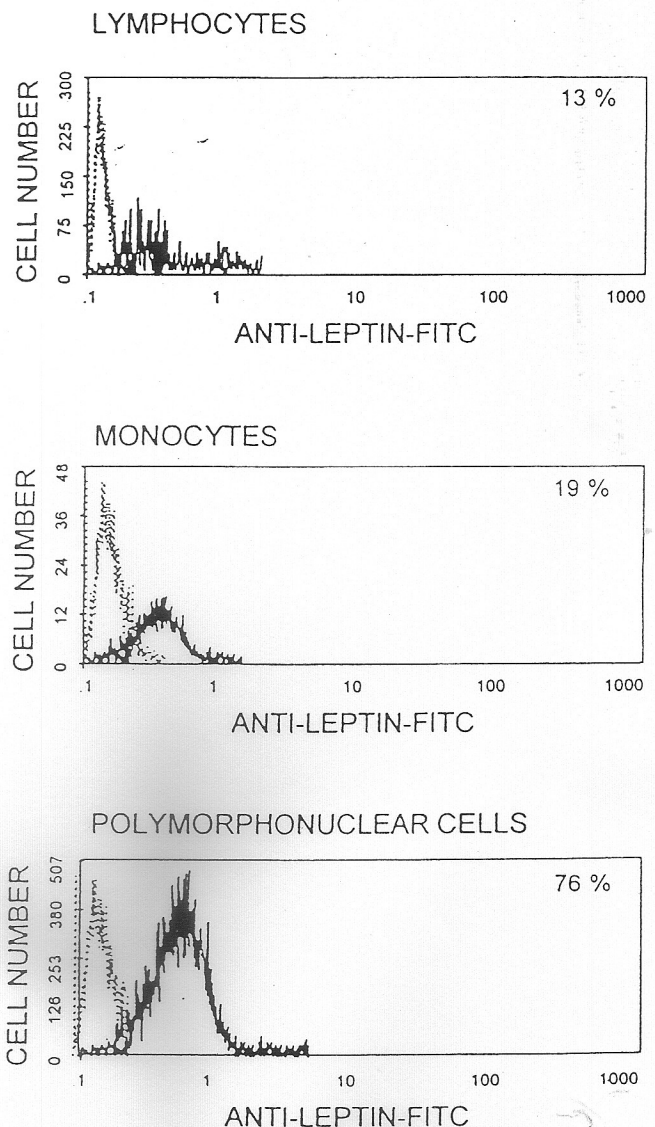 LYMPHOCYTES
13 %
CELL NUMBER
300
225
150
75
0
.1 1 10 100 1000
ANTI-LEPTIN-FITC
MONOCYTES
19 %
CELL NUMBER
48
36
24
12
0
.1 1 10 100 1000
ANTI-LEPTIN-FITC
POLYMORPHONUCLEAR CELLS
76 %
CELL NUMBER
507
380
253
126
0
.1 1 10 100 1000
ANTI-LEPTIN-FITC